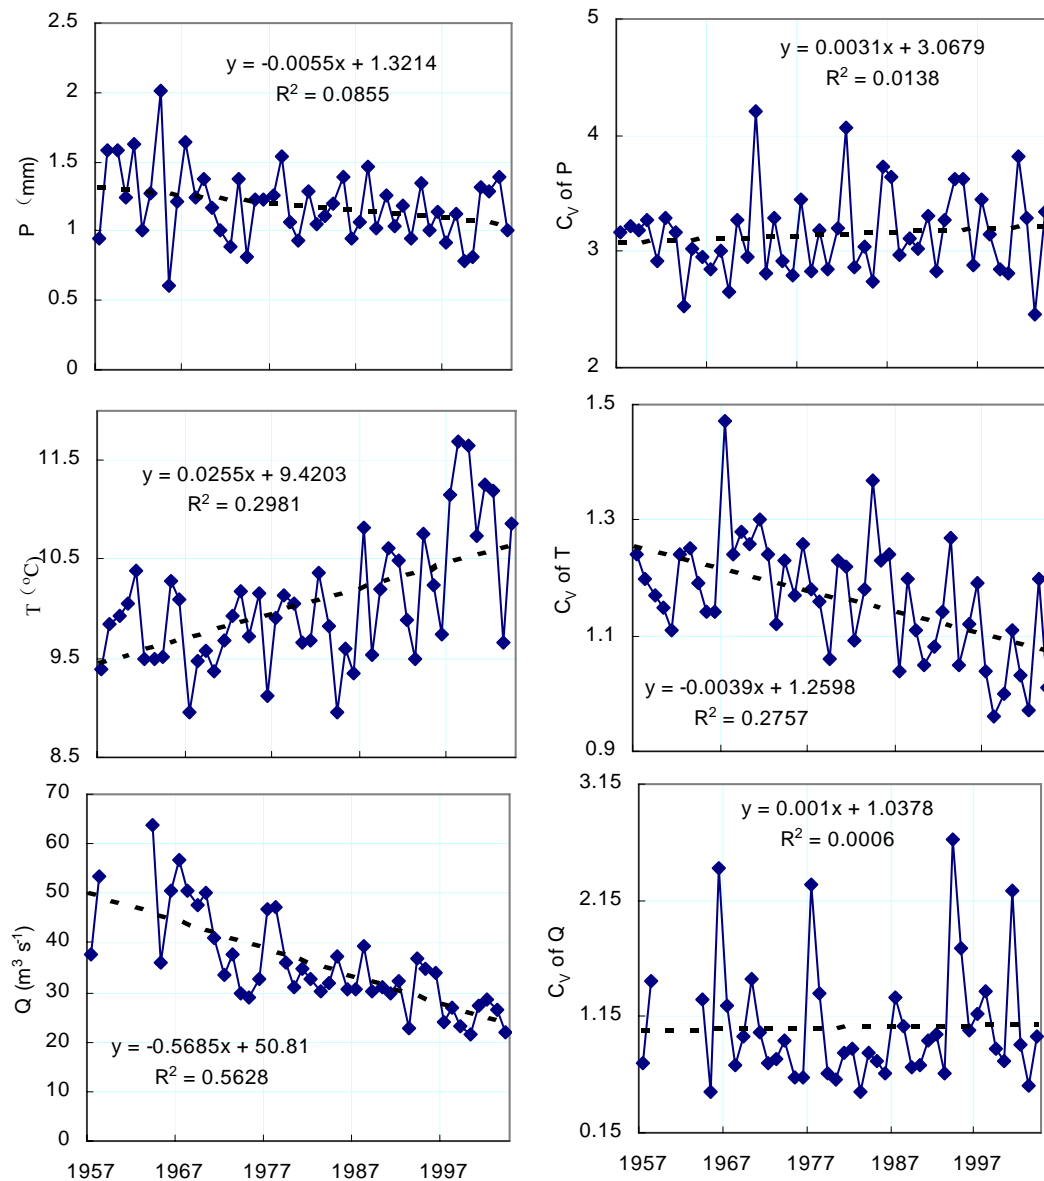 2.5
2
1.5
1
0.5
0
P (mm)
y = -0.0055x + 1.3214
R² = 0.0855
5
4
3
2
C_V of P
y = 0.0031x + 3.0679
R² = 0.0138
11.5
10.5
9.5
8.5
T (°C)
y = 0.0255x + 9.4203
R² = 0.2981
1.5
1.3
1.1
0.9
C_V of T
y = -0.0039x + 1.2598
R² = 0.2757
70
60
50
40
30
20
10
0
Q (m³ s⁻¹)
y = -0.5685x + 50.81
R² = 0.5628
1957 1967 1977 1987 1997
3.15
2.15
1.15
0.15
C_V of Q
y = 0.001x + 1.0378
R² = 0.0006
1957 1967 1977 1987 1997